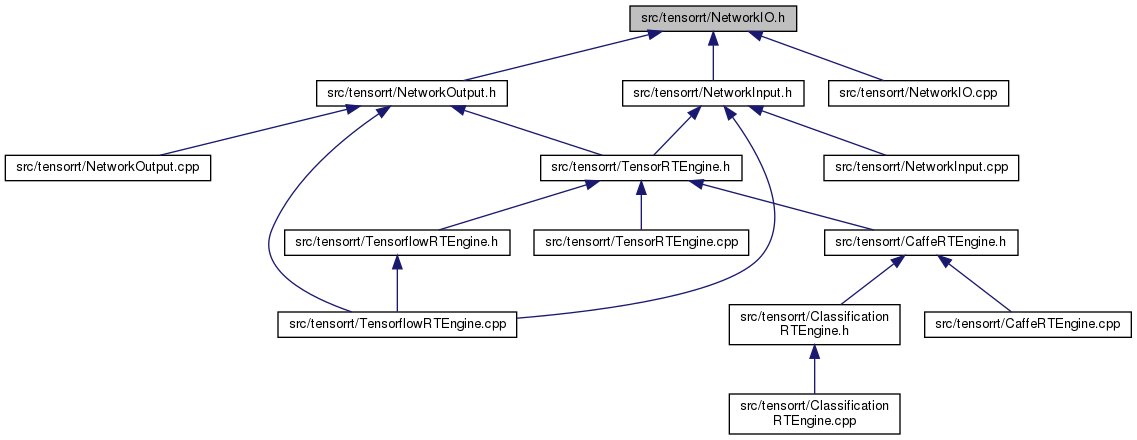 src/tensorrt/NetworkIO.h
src/tensorrt/NetworkOutput.h
src/tensorrt/NetworkInput.h
src/tensorrt/NetworkIO.cpp
src/tensorrt/NetworkOutput.cpp
src/tensorrt/TensorRTEngine.h
src/tensorrt/NetworkInput.cpp
src/tensorrt/TensorflowRTEngine.h
src/tensorrt/TensorRTEngine.cpp
src/tensorrt/CaffeRTEngine.h
src/tensorrt/TensorflowRTEngine.cpp
src/tensorrt/Classification
RTEngine.h
src/tensorrt/CaffeRTEngine.cpp
src/tensorrt/Classification
RTEngine.cpp